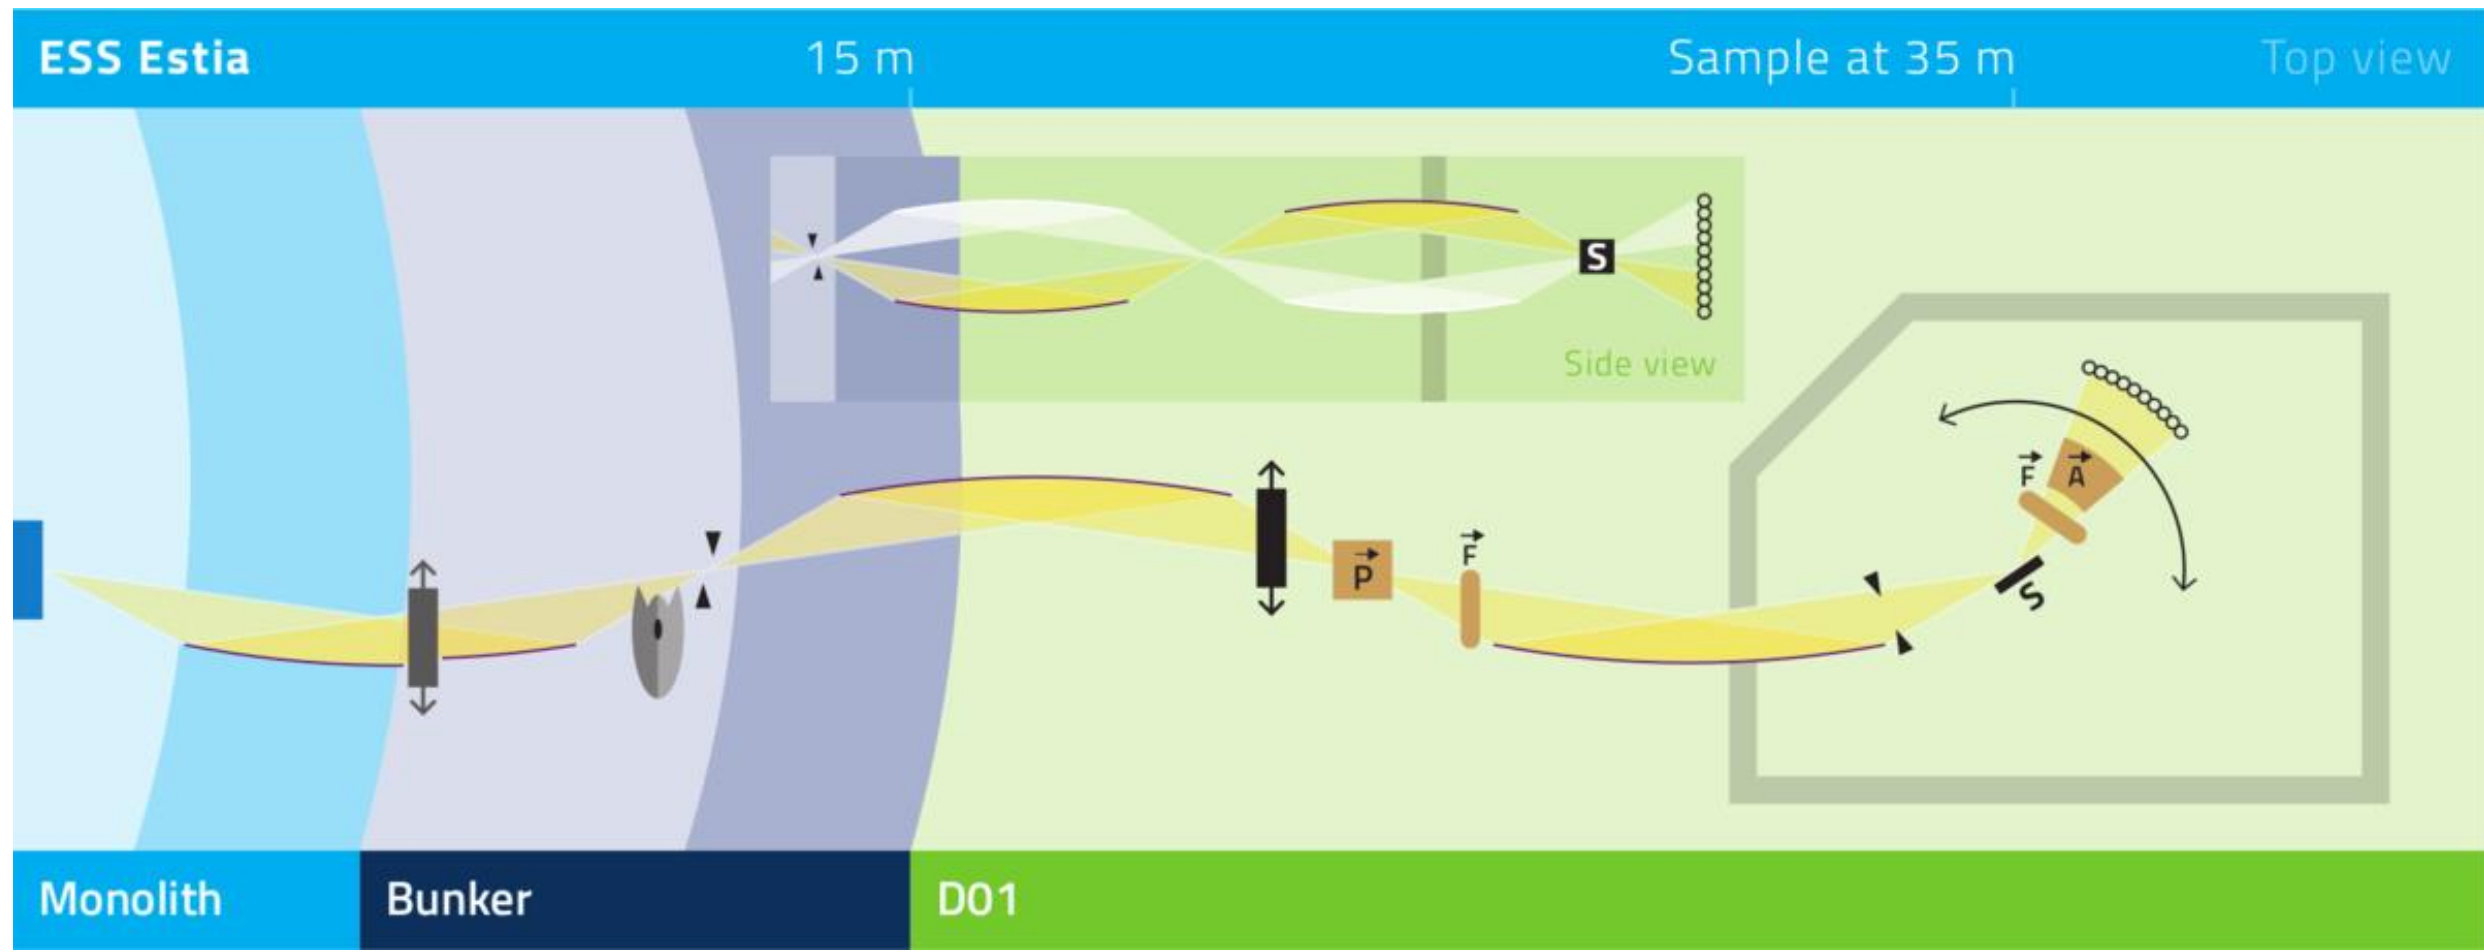 ESS Estia
15 m
Sample at 35 m
Top view
S
Side view
P
F
F
A
S
Monolith
Bunker
D01